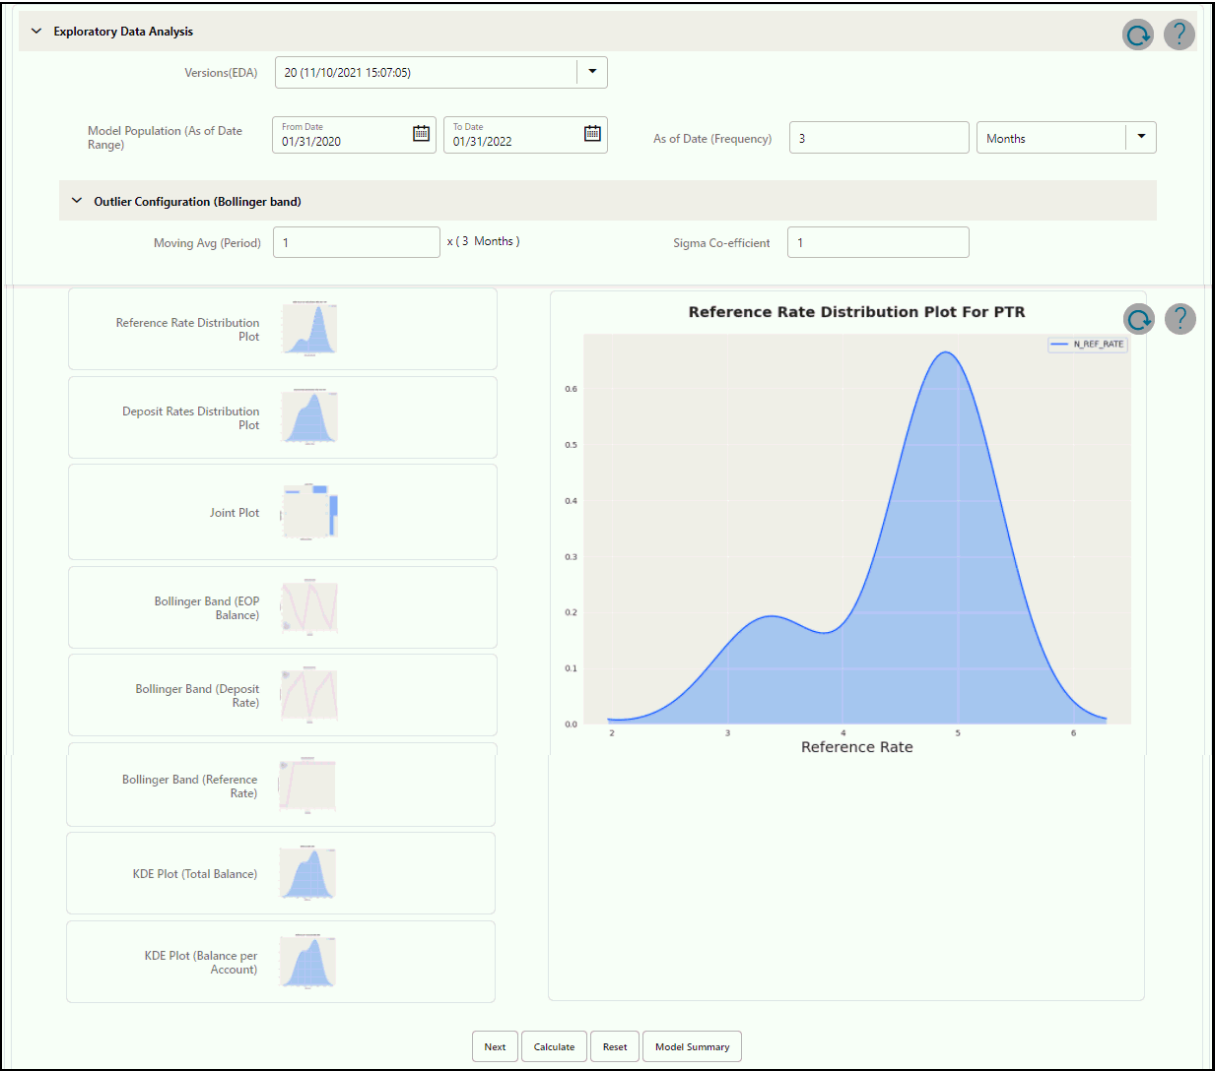 Exploratory Data Analysis
?
Versions(EDA)
20 (11/10/2021 15:07:05)
Model Population (As of Date
Range)
From Date
01/31/2020
To Date
01/31/2022
As of Date (Frequency)
3
Months
Outlier Configuration (Bollinger band)
Moving Avg (Period)
1
x ( 3 Months )
Sigma Co-efficient
1
Reference Rate Distribution
Plot
Deposit Rates Distribution
Plot
Joint Plot
Bollinger Band (EOP
Balance)
Bollinger Band (Deposit
Rate)
Bollinger Band (Reference
Rate)
KDE Plot (Total Balance)
KDE Plot (Balance per
Account)
Reference Rate Distribution Plot For PTR
?
N_REF_RATE
0.6
0.5
0.4
0.3
0.2
0.1
0.0
2 3 4 5 6
Reference Rate
Next Calculate Reset Model Summary